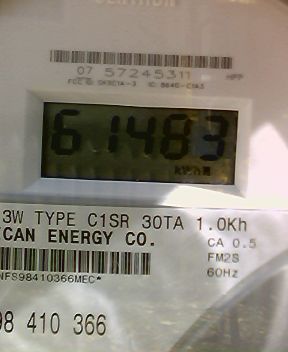 07 57245311
61483
kWh
3W TYPE C1SR 30TA 1.0Kh
CAN ENERGY CO.
CA 0.5
FM2S
60Hz
NFS98410366MEC*
98 410 366